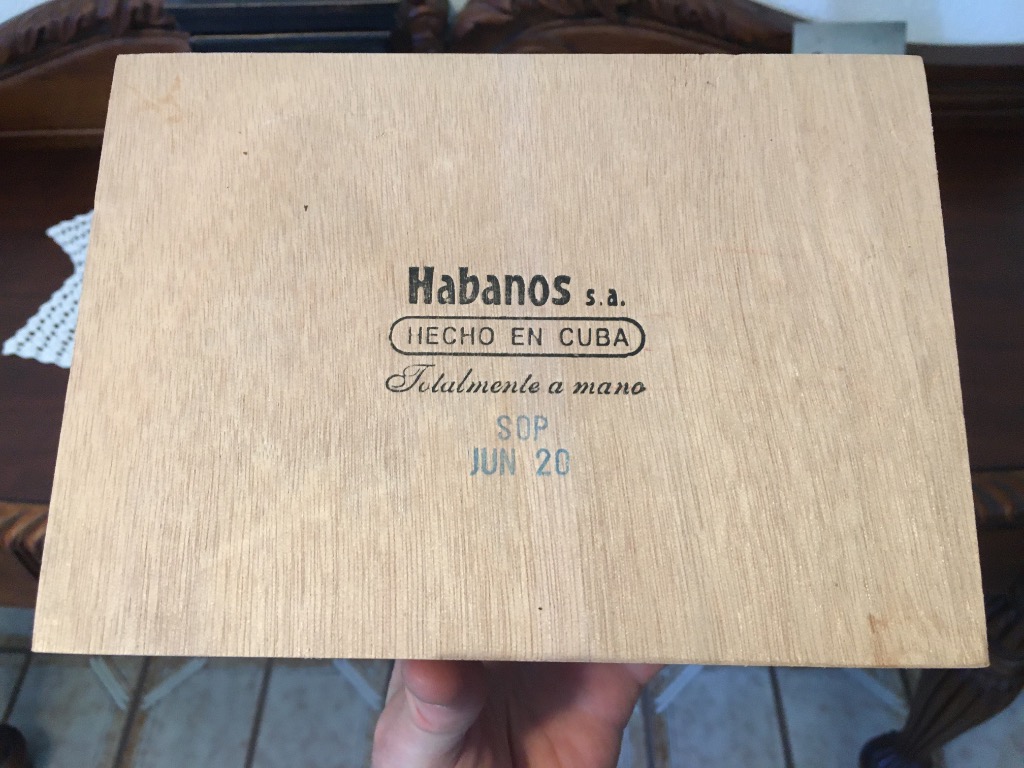 Habanos s.a.
HECHO EN CUBA
Totalmente a mano
SOP
JUN 20